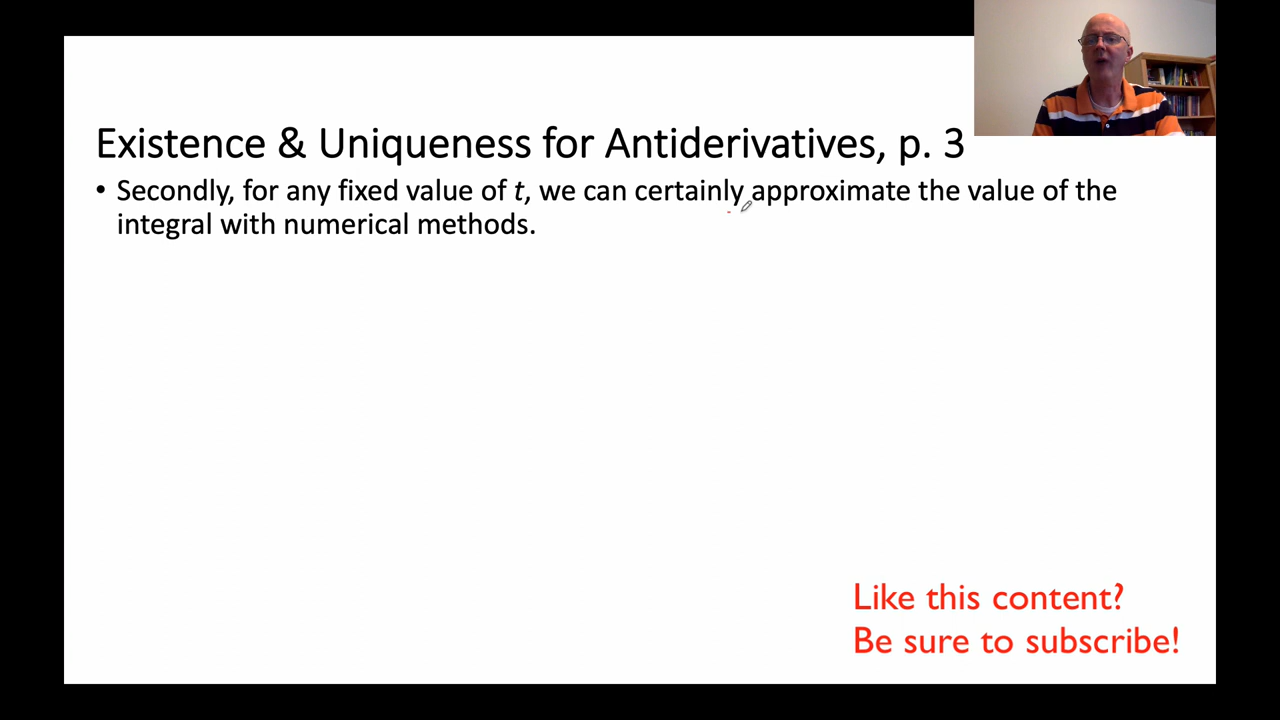 Existence & Uniqueness for Antiderivatives, p. 3
• Secondly, for any fixed value of t, we can certainly approximate the value of the
integral with numerical methods.
Like this content?
Be sure to subscribe!